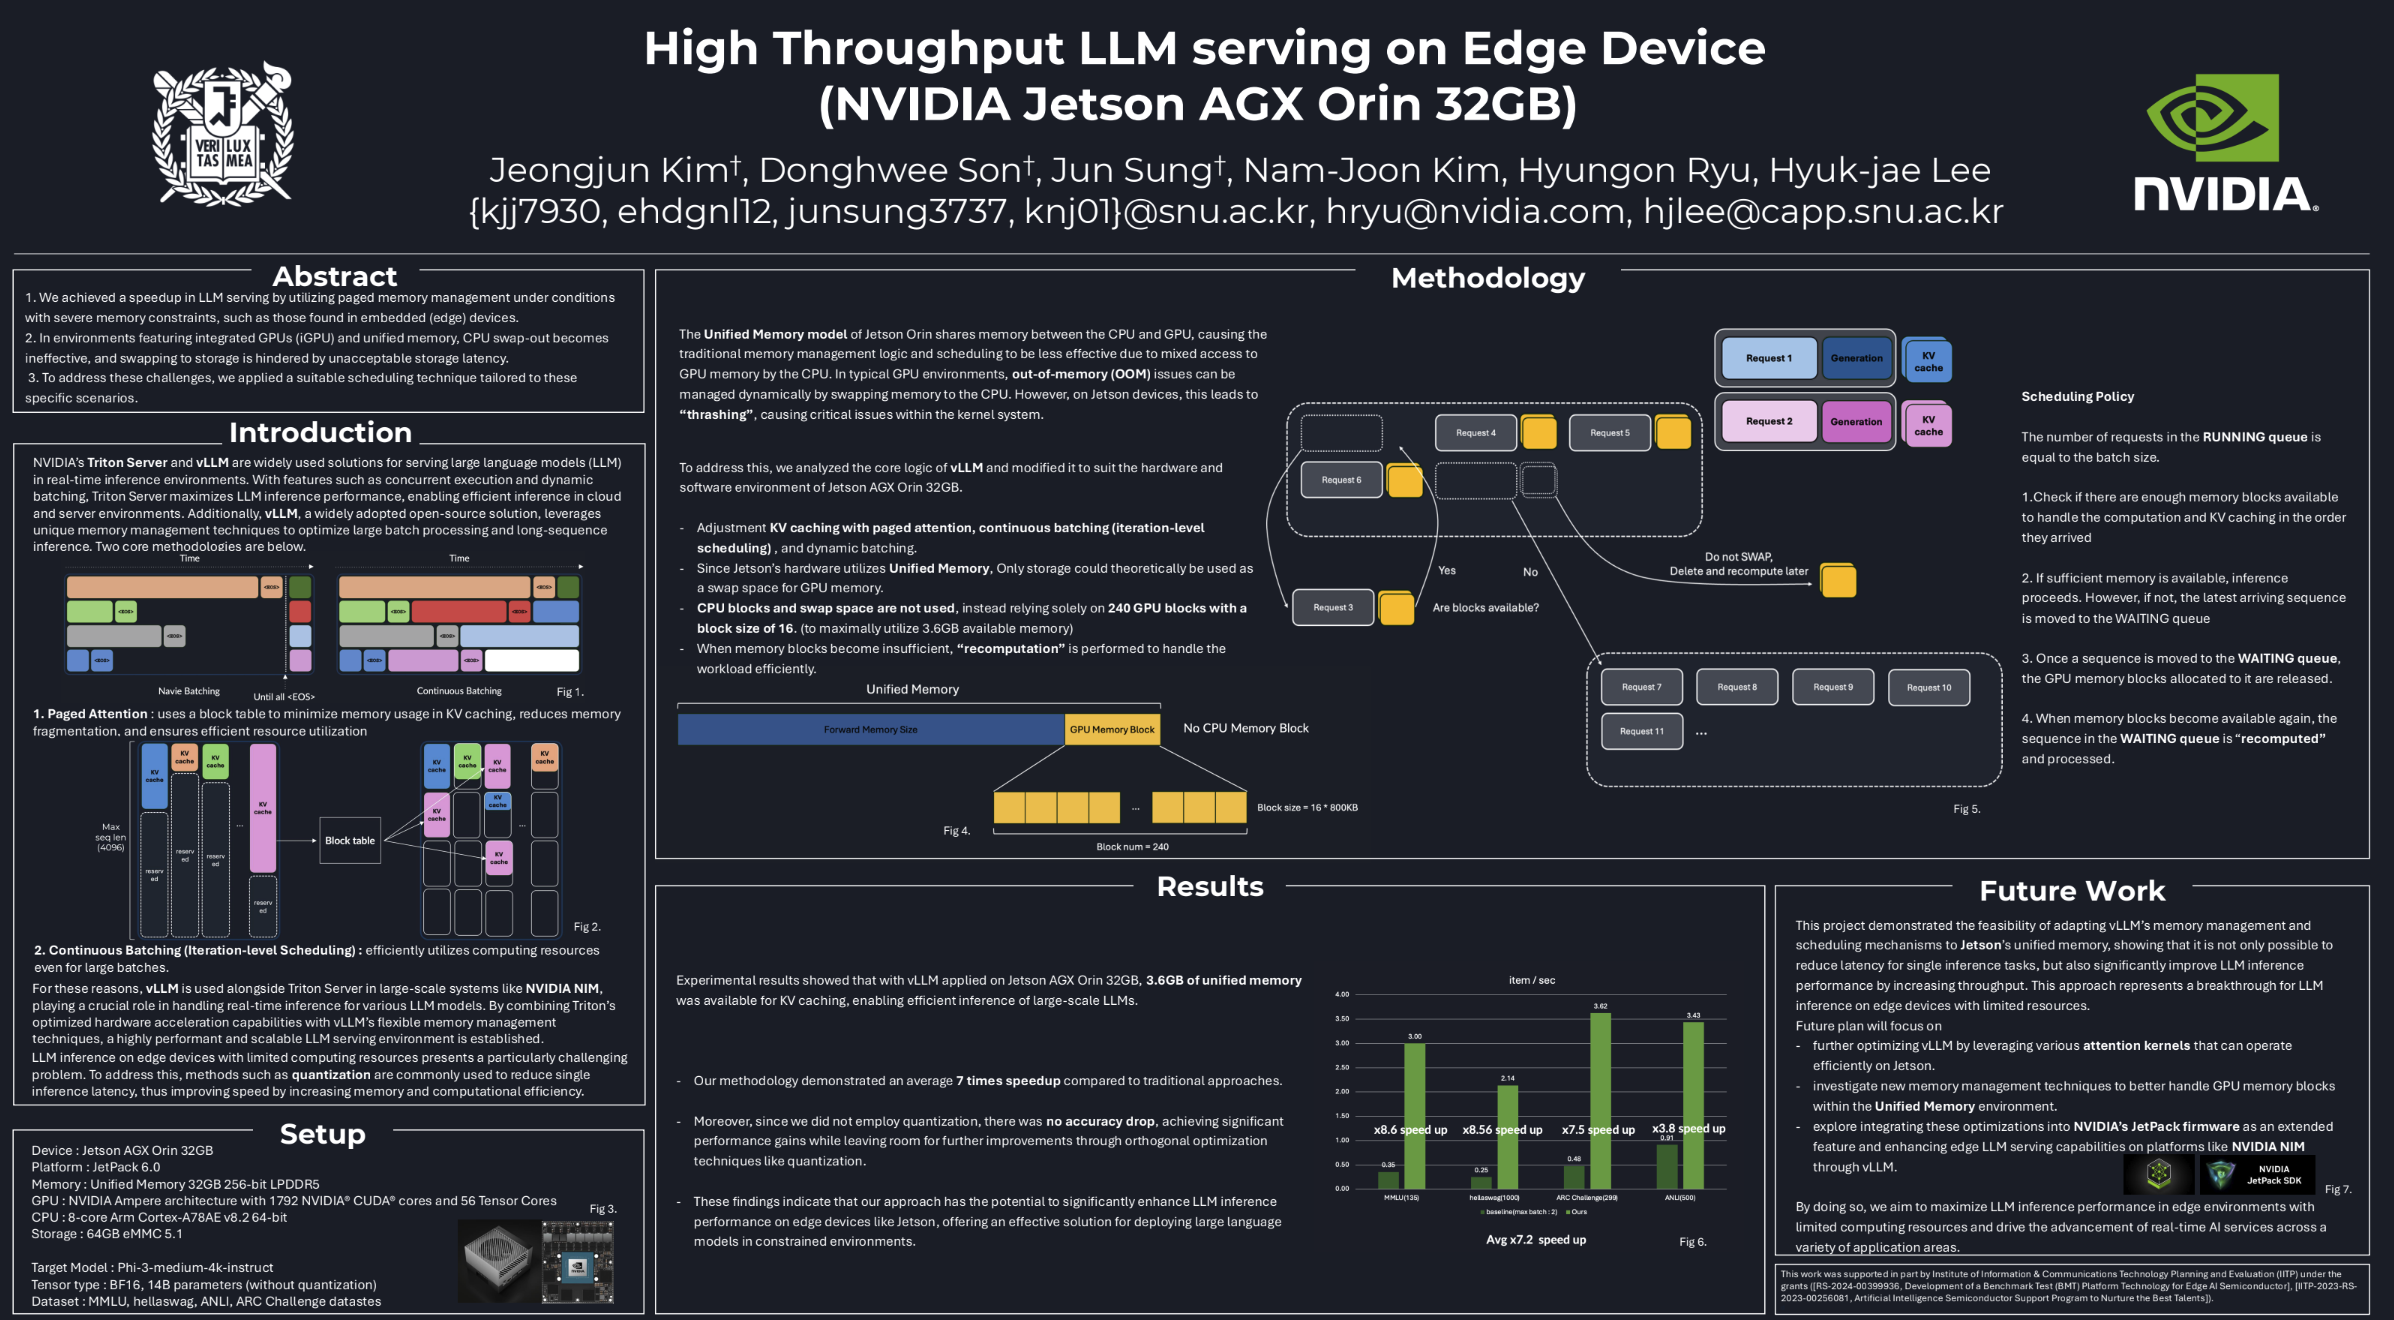 High Throughput LLM serving on Edge Device
(NVIDIA Jetson AGX Orin 32GB)
Jeongjun Kim†, Donghwee Son†, Jun Sung†, Nam-Joon Kim, Hyungon Ryu, Hyuk-jae Lee
{kjj7930, ehdgnl12, junsung3737, knj01}@snu.ac.kr, hryu@nvidia.com, hjlee@capp.snu.ac.kr
VERI LUX
TAS MEA
NVIDIA®
Abstract
1. We achieved a speedup in LLM serving by utilizing paged memory management under conditions
with severe memory constraints, such as those found in embedded (edge) devices.
2. In environments featuring integrated GPUs (iGPU) and unified memory, CPU swap-out becomes
ineffective, and swapping to storage is hindered by unacceptable storage latency.
3. To address these challenges, we applied a suitable scheduling technique tailored to these
specific scenarios.
Introduction
NVIDIA's Triton Server and vLLM are widely used solutions for serving large language models (LLM)
in real-time inference environments. With features such as concurrent execution and dynamic
batching, Triton Server maximizes LLM inference performance, enabling efficient inference in cloud
and server environments. Additionally, vLLM, a widely adopted open-source solution, leverages
unique memory management techniques to optimize large batch processing and long-sequence
inference. Two core methodologies are below.
Time
Time
<EOS>
<EOS>
<EOS>
<EOS>
<EOS>
<EOS>
<EOS>
<EOS>
<EOS>
<EOS>
Navie Batching
Until all <EOS>
Continuous Batching
Fig 1.
1. Paged Attention : uses a block table to minimize memory usage in KV caching, reduces memory
fragmentation, and ensures efficient resource utilization
KV cache
KV cache
KV cache
KV cache
reserved
reserved
reserved
reserved
...
Max seq len (4096)
Block table
KV cache
KV cache
KV cache
KV cache
KV cache
KV cache
KV cache
...
Fig 2.
2. Continuous Batching (Iteration-level Scheduling) : efficiently utilizes computing resources
even for large batches.
For these reasons, vLLM is used alongside Triton Server in large-scale systems like NVIDIA NIM,
playing a crucial role in handling real-time inference for various LLM models. By combining Triton's
optimized hardware acceleration capabilities with vLLM's flexible memory management
techniques, a highly performant and scalable LLM serving environment is established.
LLM inference on edge devices with limited computing resources presents a particularly challenging
problem. To address this, methods such as quantization are commonly used to reduce single
inference latency, thus improving speed by increasing memory and computational efficiency.
Setup
Device : Jetson AGX Orin 32GB
Platform : JetPack 6.0
Memory : Unified Memory 32GB 256-bit LPDDR5
GPU : NVIDIA Ampere architecture with 1792 NVIDIA® CUDA® cores and 56 Tensor Cores
CPU : 8-core Arm Cortex-A78AE v8.2 64-bit
Storage : 64GB eMMC 5.1
Fig 3.
Target Model : Phi-3-medium-4k-instruct
Tensor type : BF16, 14B parameters (without quantization)
Dataset : MMLU, hellaswag, ANLI, ARC Challenge datastes
Methodology
The Unified Memory model of Jetson Orin shares memory between the CPU and GPU, causing the
traditional memory management logic and scheduling to be less effective due to mixed access to
GPU memory by the CPU. In typical GPU environments, out-of-memory (OOM) issues can be
managed dynamically by swapping memory to the CPU. However, on Jetson devices, this leads to
“thrashing”, causing critical issues within the kernel system.
To address this, we analyzed the core logic of vLLM and modified it to suit the hardware and
software environment of Jetson AGX Orin 32GB.
- Adjustment KV caching with paged attention, continuous batching (iteration-level
scheduling) , and dynamic batching.
- Since Jetson's hardware utilizes Unified Memory, Only storage could theoretically be used as
a swap space for GPU memory.
- CPU blocks and swap space are not used, instead relying solely on 240 GPU blocks with a
block size of 16. (to maximally utilize 3.6GB available memory)
- When memory blocks become insufficient, “recomputation” is performed to handle the
workload efficiently.
Unified Memory
Forward Memory Size
GPU Memory Block
No CPU Memory Block
...
Block size = 16 * 800KB
Fig 4.
Block num = 240
Request 1
Generation
KV cache
Request 2
Generation
KV cache
Request 4
Request 5
Request 6
Do not SWAP,
Delete and recompute later
Yes
No
Request 3
Are blocks available?
Request 7
Request 8
Request 9
Request 10
Request 11
...
Fig 5.
Scheduling Policy
The number of requests in the RUNNING queue is
equal to the batch size.
1.Check if there are enough memory blocks available
to handle the computation and KV caching in the order
they arrived
2. If sufficient memory is available, inference
proceeds. However, if not, the latest arriving sequence
is moved to the WAITING queue
3. Once a sequence is moved to the WAITING queue,
the GPU memory blocks allocated to it are released.
4. When memory blocks become available again, the
sequence in the WAITING queue is “recomputed”
and processed.
Results
Experimental results showed that with vLLM applied on Jetson AGX Orin 32GB, 3.6GB of unified memory
was available for KV caching, enabling efficient inference of large-scale LLMs.
- Our methodology demonstrated an average 7 times speedup compared to traditional approaches.
- Moreover, since we did not employ quantization, there was no accuracy drop, achieving significant
performance gains while leaving room for further improvements through orthogonal optimization
techniques like quantization.
- These findings indicate that our approach has the potential to significantly enhance LLM inference
performance on edge devices like Jetson, offering an effective solution for deploying large language
models in constrained environments.
item / sec
4.00
3.50
3.00
2.50
2.00
1.50
1.00
0.50
0.00
3.00
2.14
3.62
3.43
x8.6 speed up
x8.56 speed up
x7.5 speed up
x3.8 speed up
0.35
0.25
0.48
0.91
MMLU(135)
hellaswag(1000)
ARC Challenge(299)
ANLI(500)
baseline(max batch : 2)
Ours
Avg x7.2 speed up
Fig 6.
Future Work
This project demonstrated the feasibility of adapting vLLM's memory management and
scheduling mechanisms to Jetson's unified memory, showing that it is not only possible to
reduce latency for single inference tasks, but also significantly improve LLM inference
performance by increasing throughput. This approach represents a breakthrough for LLM
inference on edge devices with limited resources.
Future plan will focus on
- further optimizing vLLM by leveraging various attention kernels that can operate
efficiently on Jetson.
- investigate new memory management techniques to better handle GPU memory blocks
within the Unified Memory environment.
- explore integrating these optimizations into NVIDIA's JetPack firmware as an extended
feature and enhancing edge LLM serving capabilities on platforms like NVIDIA NIM
through vLLM.
NVIDIA
JetPack SDK
Fig 7.
By doing so, we aim to maximize LLM inference performance in edge environments with
limited computing resources and drive the advancement of real-time AI services across a
variety of application areas.
This work was supported in part by Institute of Information & Communications Technology Planning and Evaluation (IITP) under the
grants ([RS-2024-00399936, Development of a Benchmark Test (BMT) Platform Technology for Edge AI Semiconductor], [IITP-2023-RS-
2023-00256081, Artificial Intelligence Semiconductor Support Program to Nurture the Best Talents]).